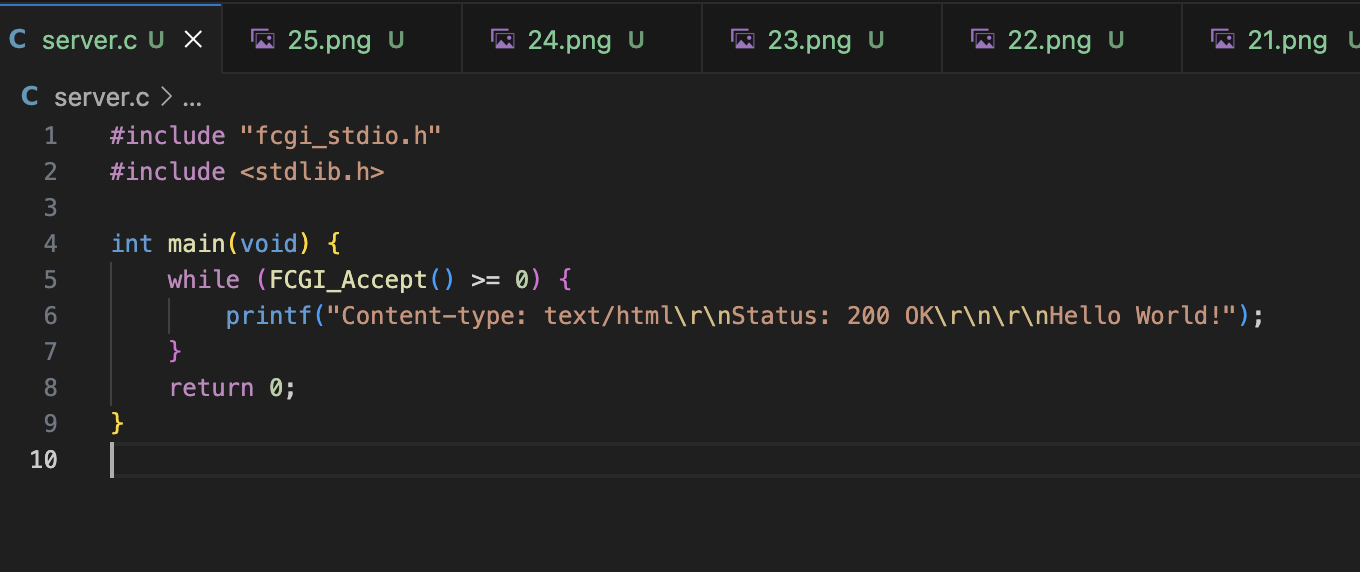 C server.c U × 25.png U 24.png U 23.png U 22.png U 21.png U
C server.c > ...
1 #include "fcgi_stdio.h"
2 #include <stdlib.h>
3
4 int main(void) {
5     while (FCGI_Accept() >= 0) {
6         printf("Content-type: text/html\r\nStatus: 200 OK\r\n\r\nHello World!");
7     }
8     return 0;
9 }
10